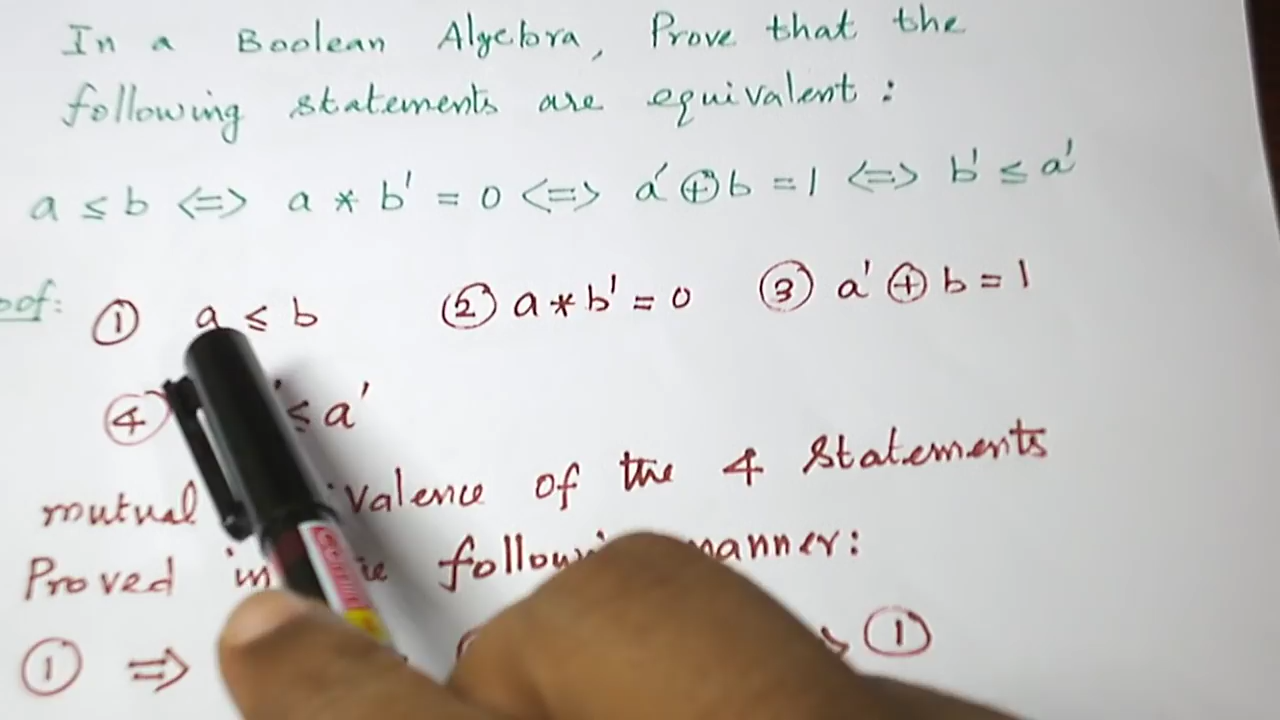 In a Boolean Algebra, Prove that the
following statements are equivalent :
a ≤ b <=> a * b' = 0 <=> a' ⊕ b = 1 <=> b' ≤ a'
① a ≤ b ② a * b' = 0 ③ a' ⊕ b = 1
④ ≤ a'
mutual of the 4 statements
Proved in manner:
① => ①